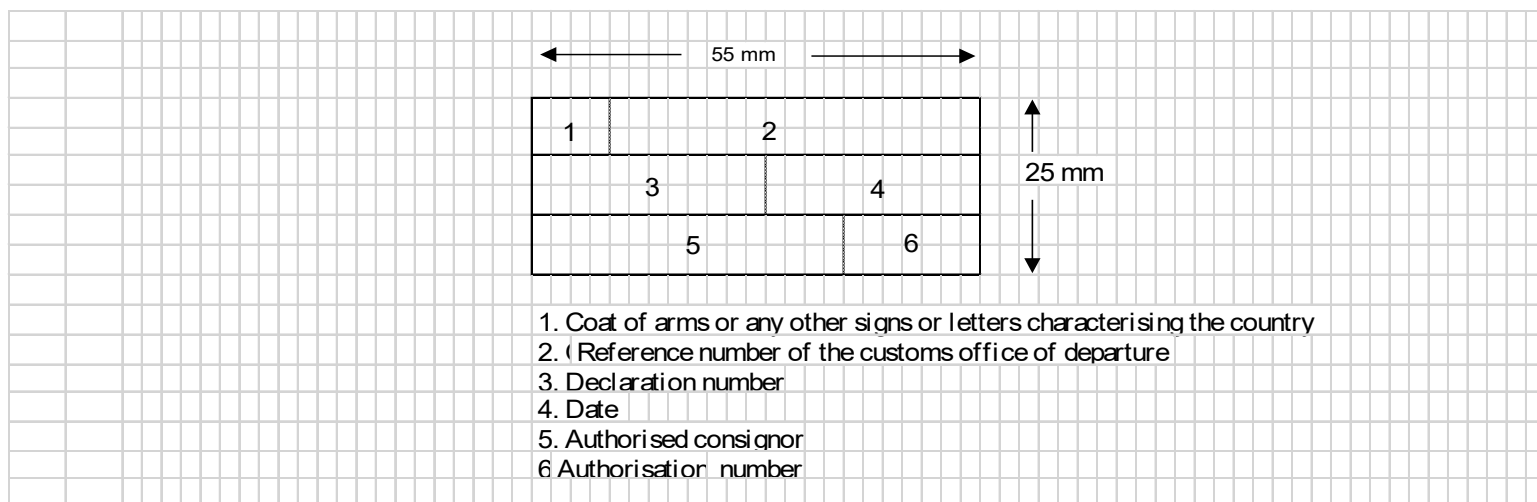 55 mm
1 2
25 mm
3 4
5 6
1. Coat of arms or any other signs or letters characterising the country
2. ( Reference number of the customs office of departure
3. Declaration number
4. Date
5. Authorised consignor
6 Authorisation number